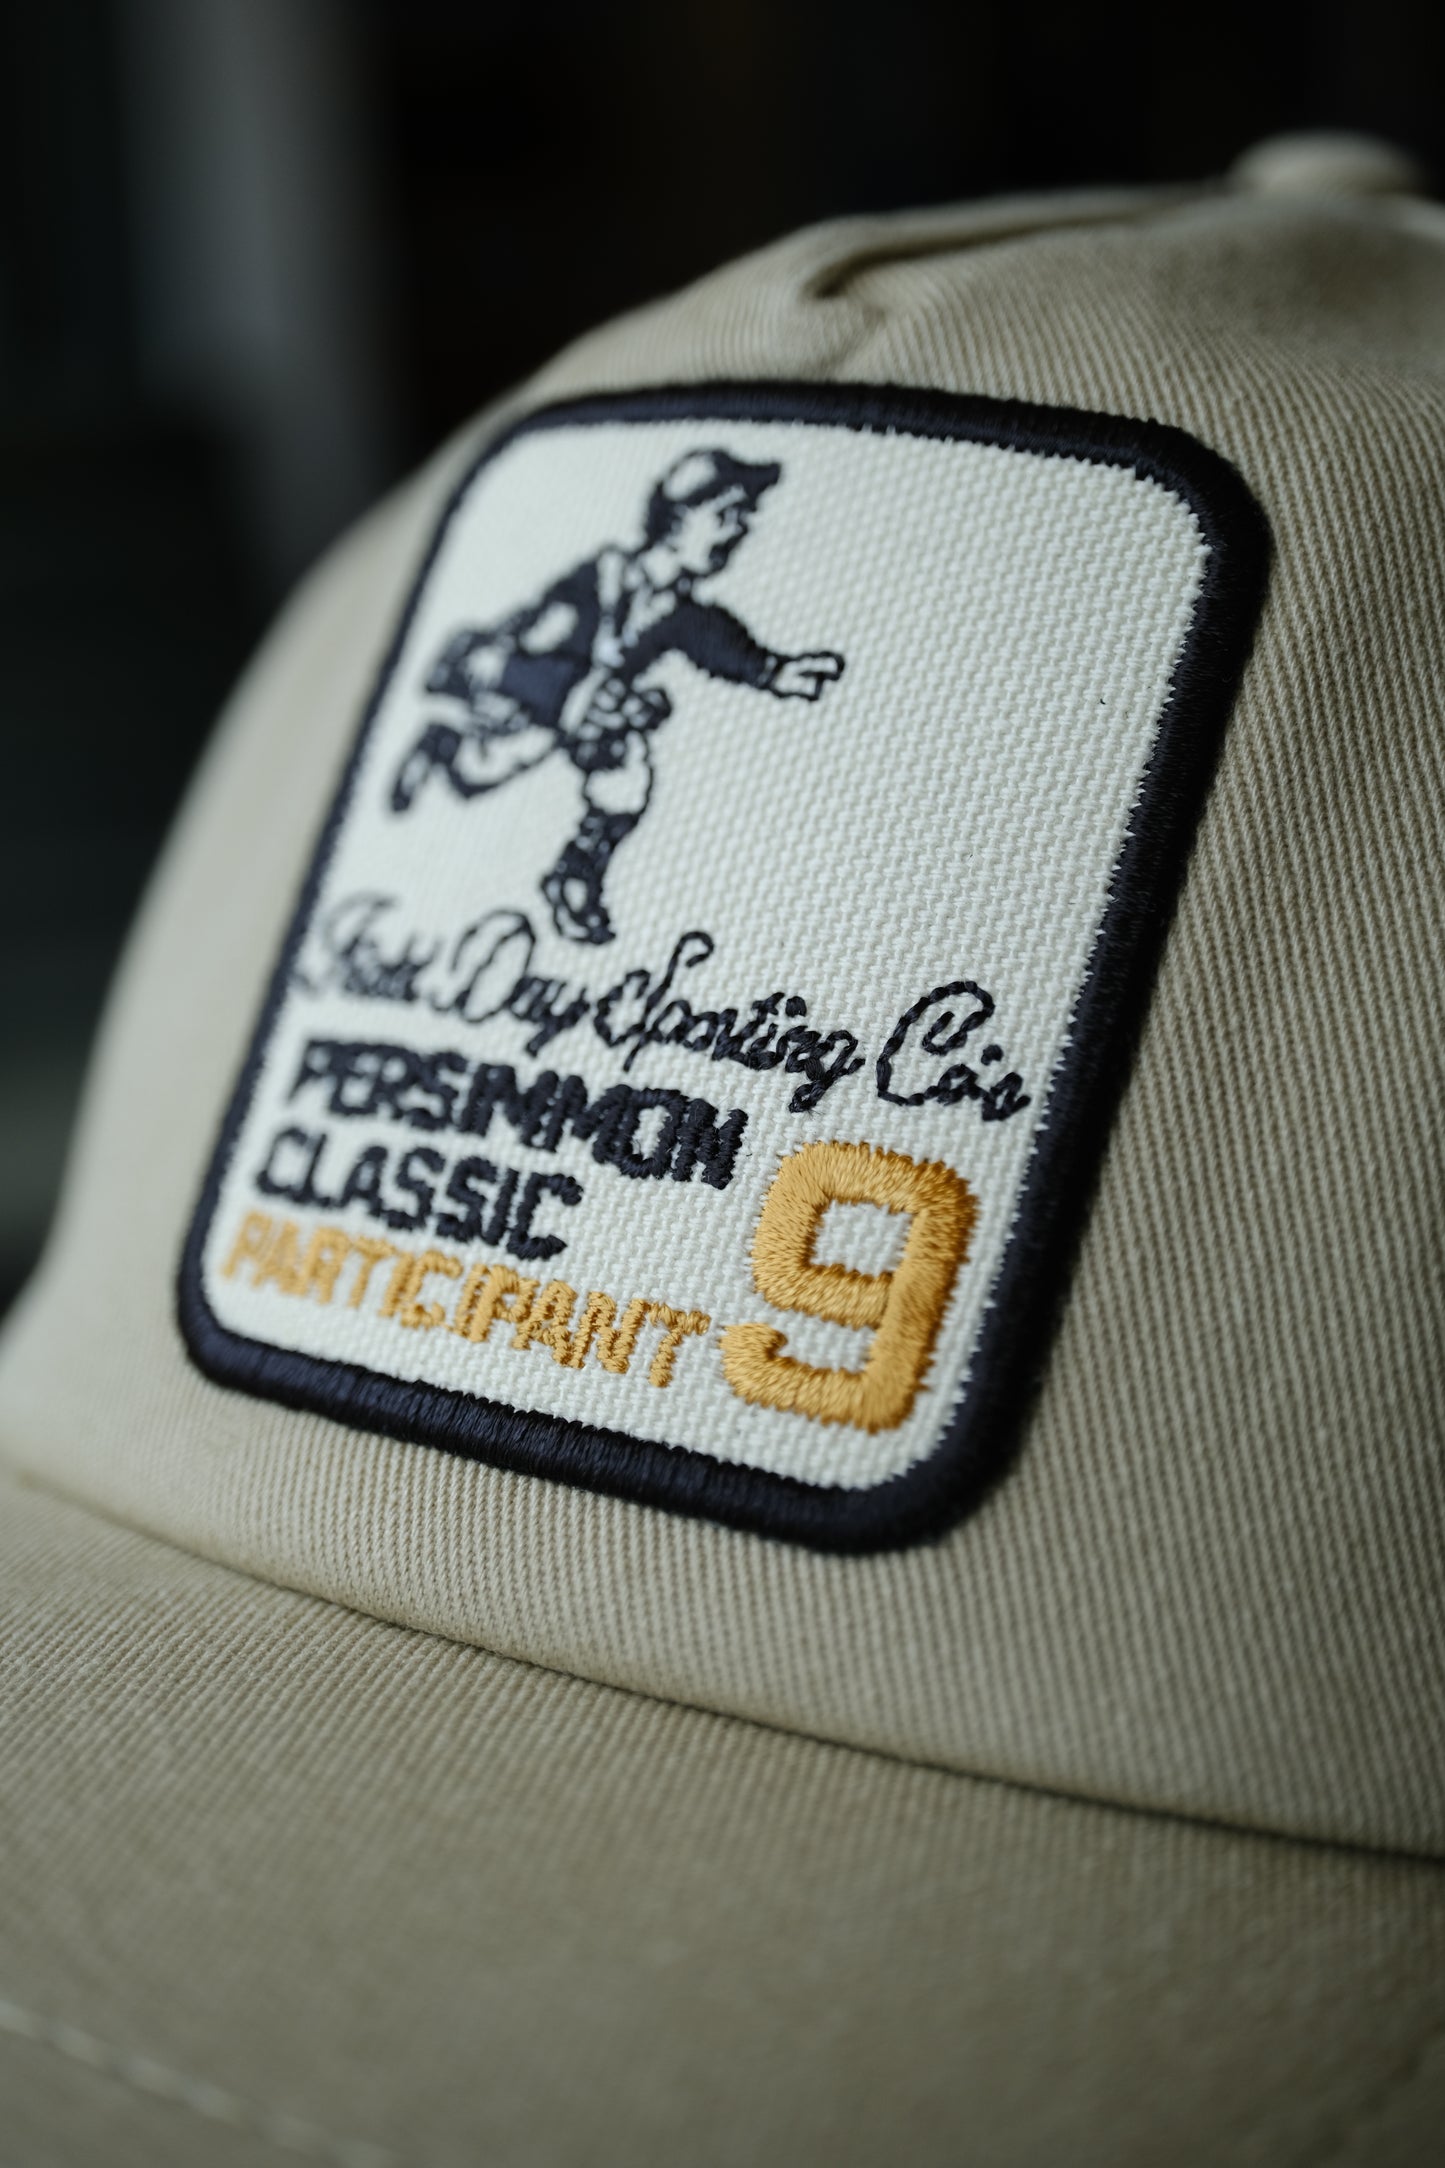 Field Day Sporting Co's
PERSIMMON
CLASSIC
PARTICIPANT
9